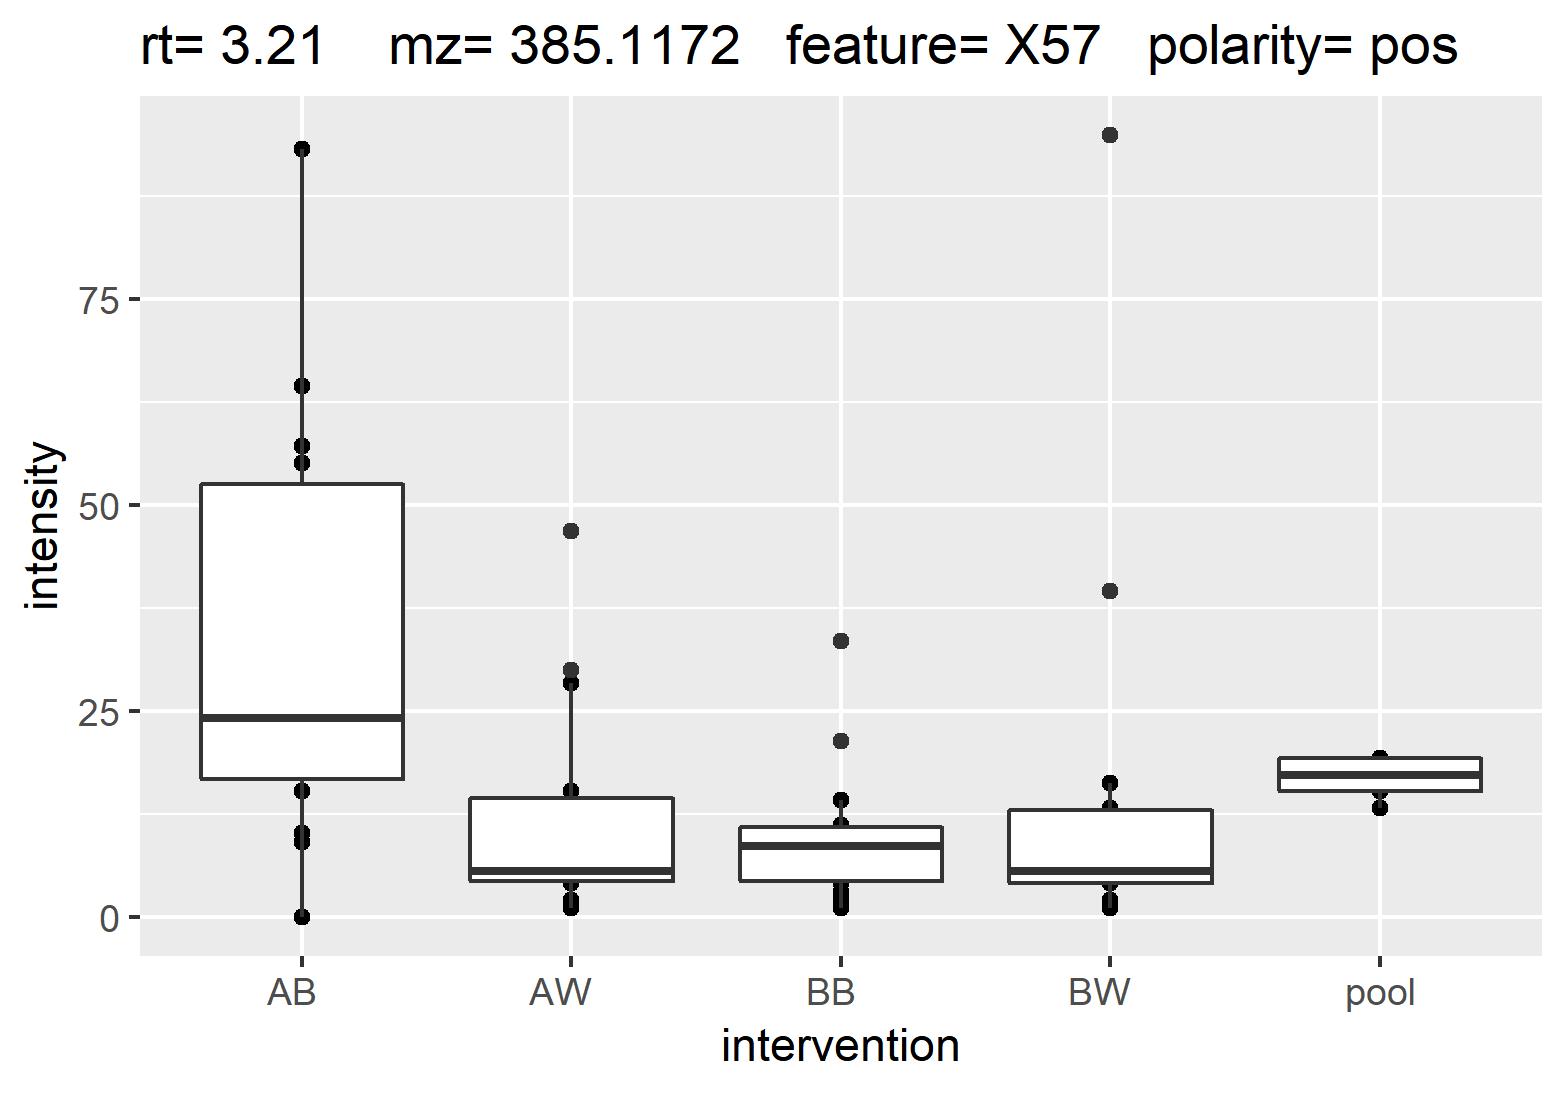 rt= 3.21 mz= 385.1172 feature= X57 polarity= pos
intensity
75
50
25
0
AB AW BB BW pool
intervention